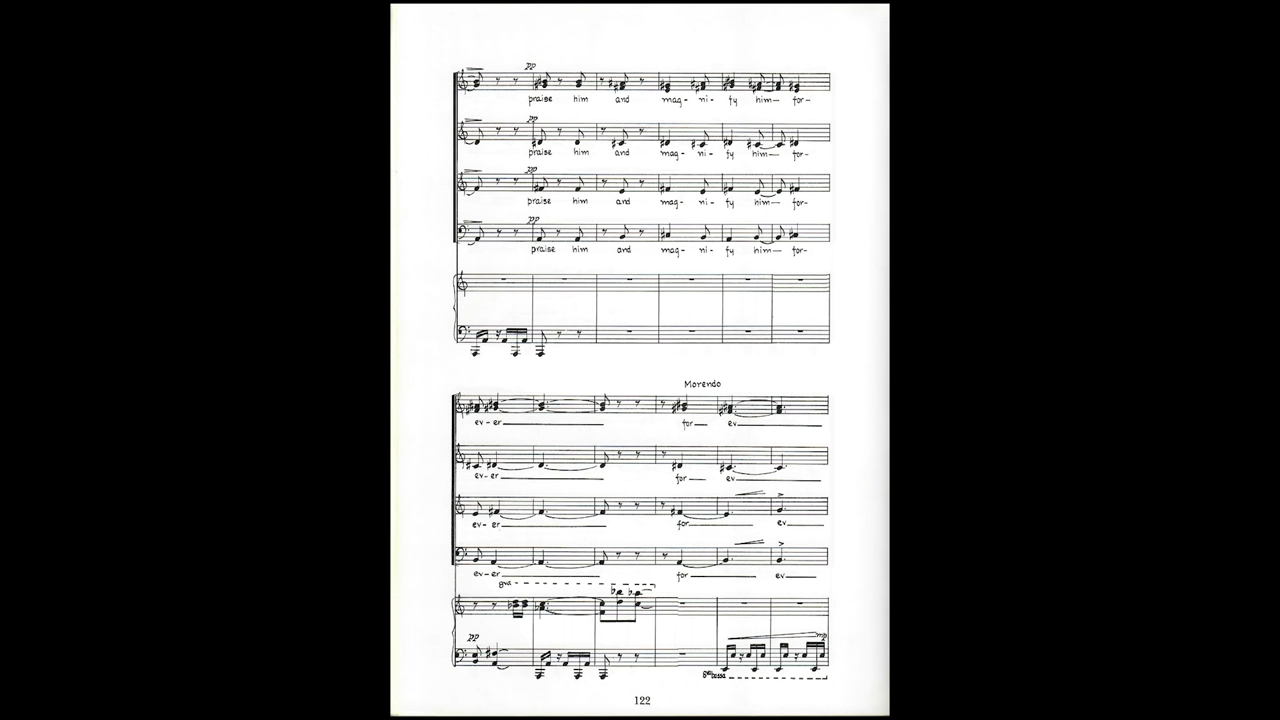 pp
praise him and mag- ni- fy him— for-
pp
praise him and mag- ni- fy him— for-
pp
praise him and mag- ni- fy him— for-
pp
praise him and mag- ni- fy him— for-
Morendo
ev-er for ev
ev-er for ev
ev-er for ev
ev-er for ev
8va
pp
mp
8va bassa
122